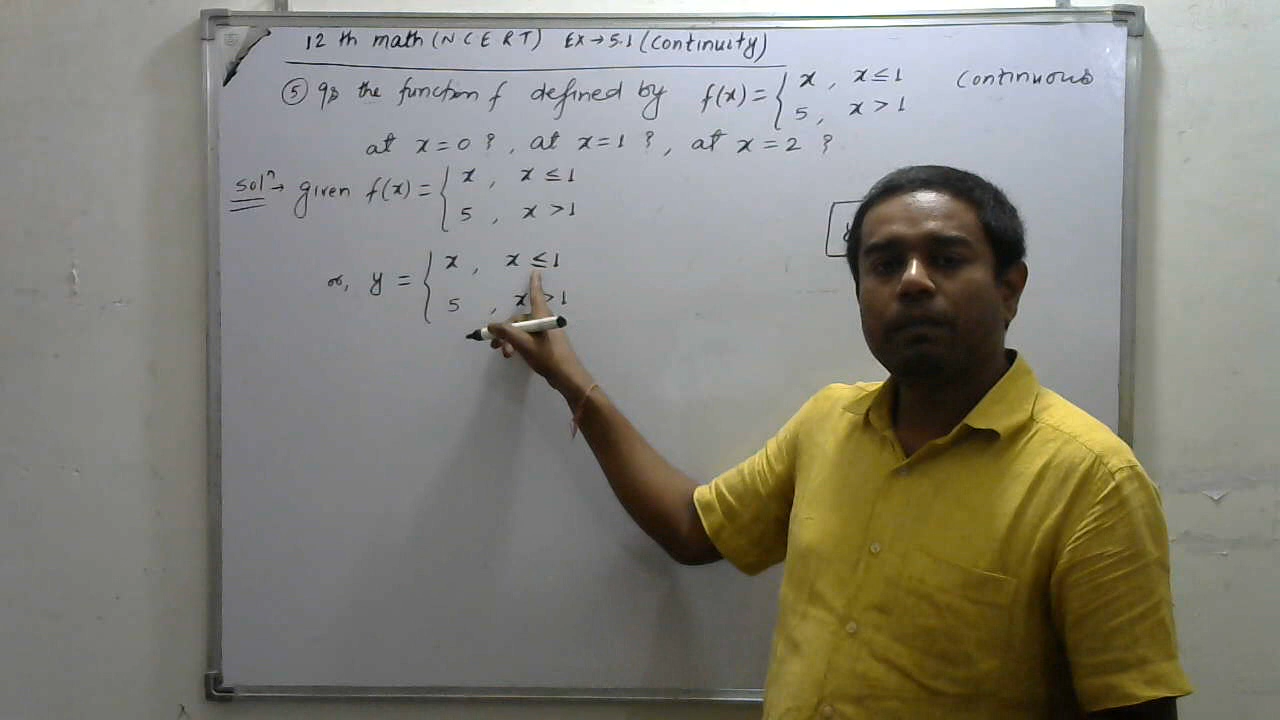 12 th math (NCERT) EX→5.1 (Continuity)
⑤ Is the function f defined by f(x) = { x, x ≤ 1 continuous
5, x > 1
at x = 0 ?, at x = 1 ?, at x = 2 ?
Solⁿ→ given f(x) = { x, x ≤ 1
5, x > 1
or, y = { x, x ≤ 1
5, x > 1